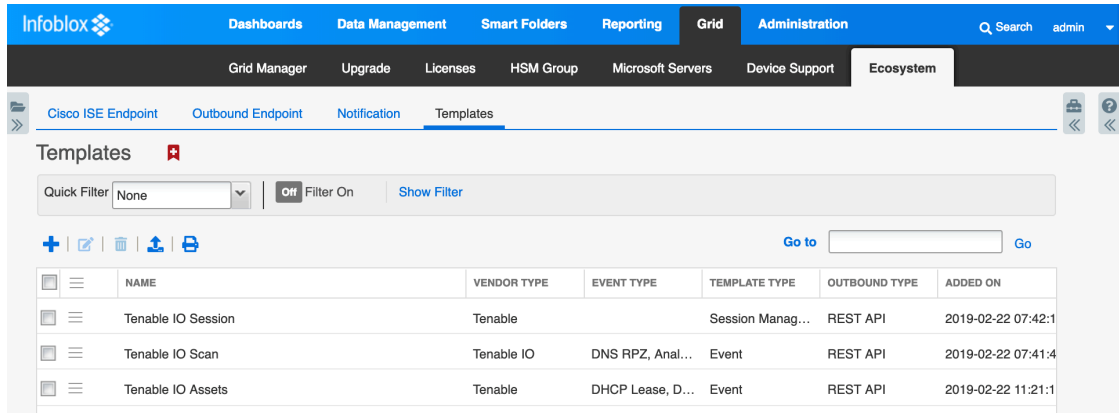 Infoblox Dashboards Data Management Smart Folders Reporting Grid Administration Search admin
Grid Manager Upgrade Licenses HSM Group Microsoft Servers Device Support Ecosystem
Cisco ISE Endpoint Outbound Endpoint Notification Templates
Templates
Quick Filter None Off Filter On Show Filter
Go to Go
NAME VENDOR TYPE EVENT TYPE TEMPLATE TYPE OUTBOUND TYPE ADDED ON
Tenable IO Session Tenable Session Manag... REST API 2019-02-22 07:42:1
Tenable IO Scan Tenable IO DNS RPZ, Anal... Event REST API 2019-02-22 07:41:4
Tenable IO Assets Tenable DHCP Lease, D... Event REST API 2019-02-22 11:21:1